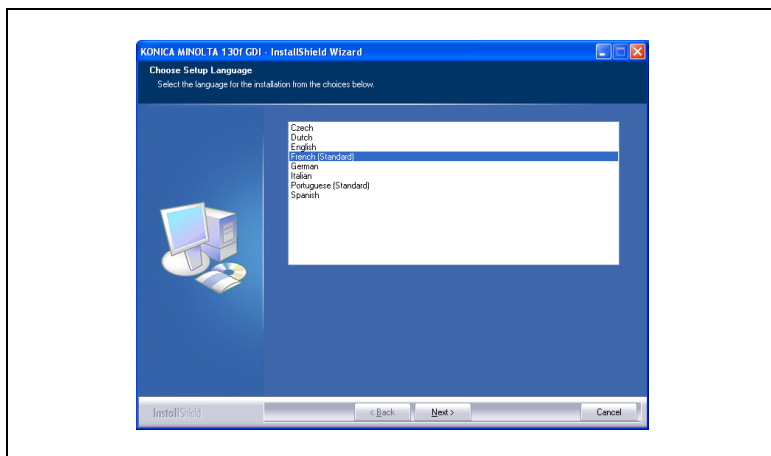 KONICA MINOLTA 130f GDI - InstallShield Wizard
Choose Setup Language
Select the language for the installation from the choices below.
Czech
Dutch
English
French (Standard)
German
Italian
Portuguese (Standard)
Spanish
InstallShield
< Back
Next >
Cancel